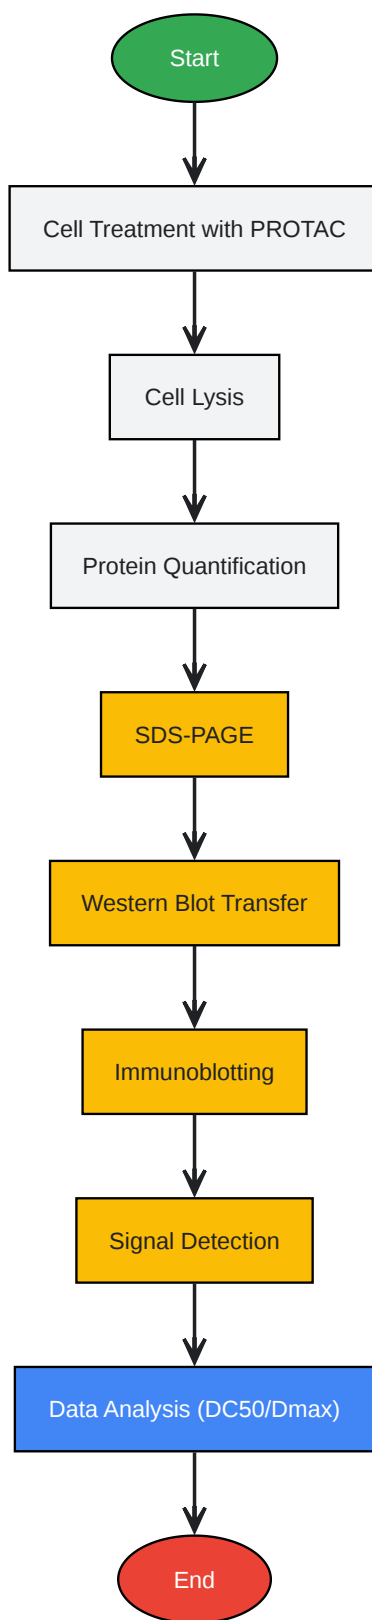 Start
Cell Treatment with PROTAC
Cell Lysis
Protein Quantification
SDS-PAGE
Western Blot Transfer
Immunoblotting
Signal Detection
Data Analysis (DC50/Dmax)
End